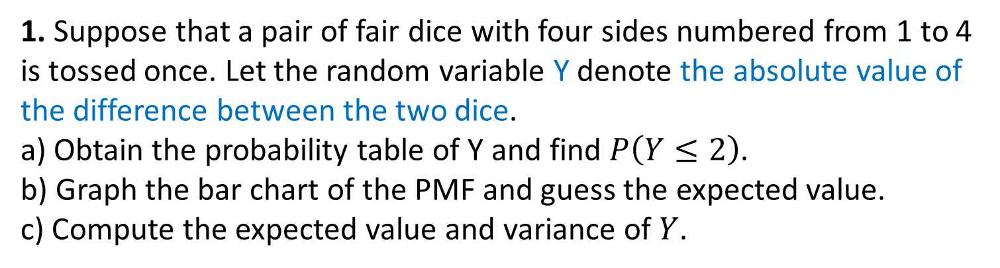 1. Suppose that a pair of fair dice with four sides numbered from 1 to 4
is tossed once. Let the random variable Y denote the absolute value of
the difference between the two dice.
a) Obtain the probability table of Y and find P(Y ≤ 2).
b) Graph the bar chart of the PMF and guess the expected value.
c) Compute the expected value and variance of Y.